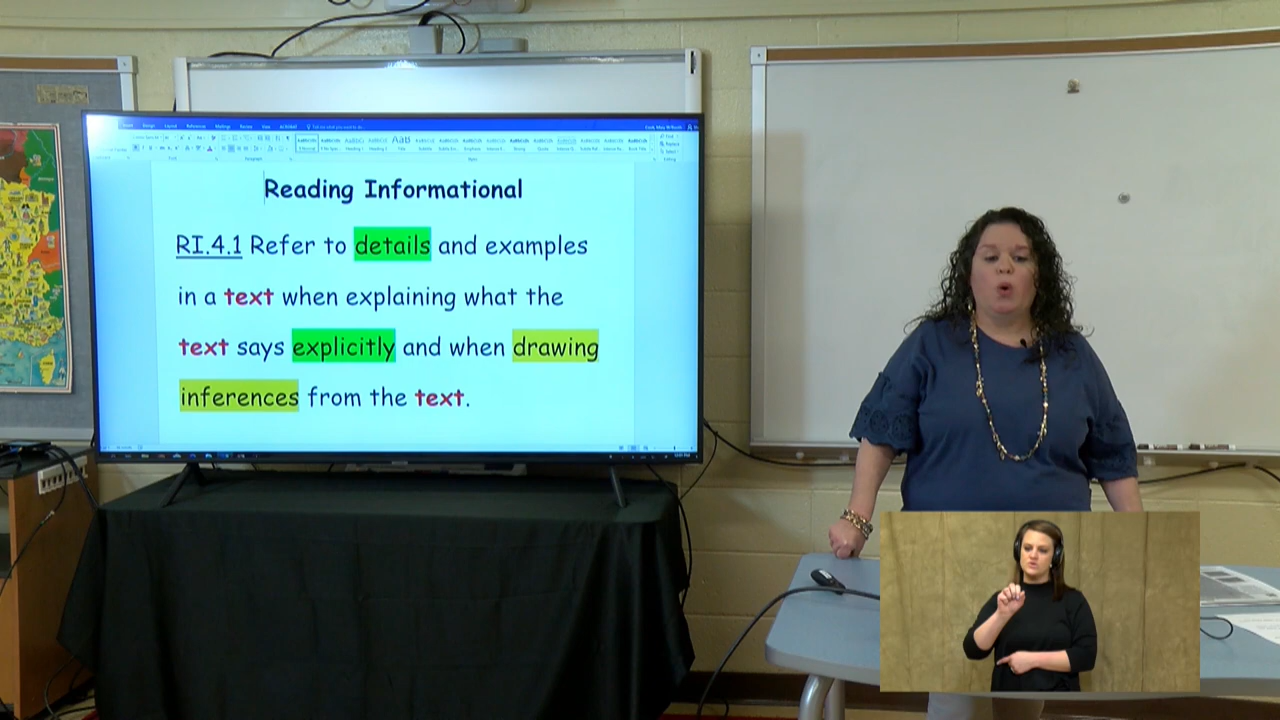 Reading Informational
RI.4.1 Refer to details and examples
in a text when explaining what the
text says explicitly and when drawing
inferences from the text.